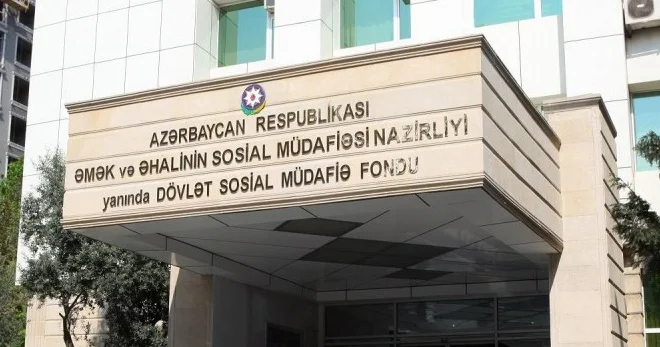 AZƏRBAYCAN RESPUBLİKASI
ƏMƏK və ƏHALİNİN SOSİAL MÜDAFİƏSİ NAZİRLİYİ
yanında DÖVLƏT SOSİAL MÜDAFİƏ FONDU